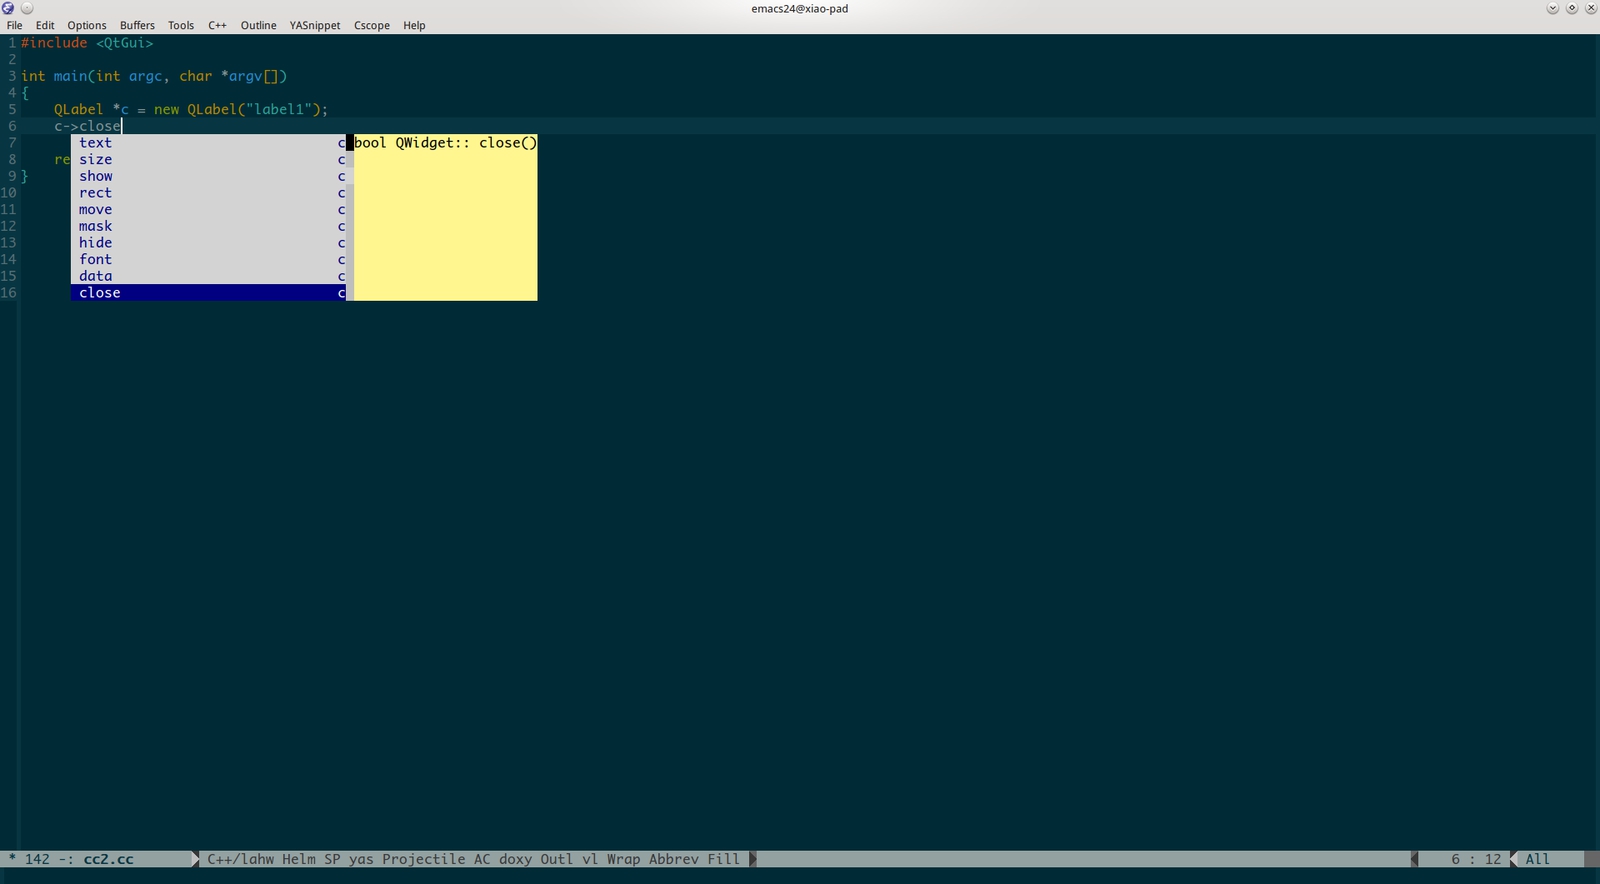 emacs24@xiao-pad
File Edit Options Buffers Tools C++ Outline YASnippet Cscope Help
1 #include <QtGui>
2
3 int main(int argc, char *argv[])
4 {
5     QLabel *c = new QLabel("label1");
6     c->close
7 text c bool QWidget:: close()
8     re size c
9 } show c
10 rect c
11 move c
12 mask c
13 hide c
14 font c
15 data c
16 close c
* 142 -: cc2.cc C++/lahw Helm SP yas Projectile AC doxy Outl vl Wrap Abbrev Fill 6 : 12 All